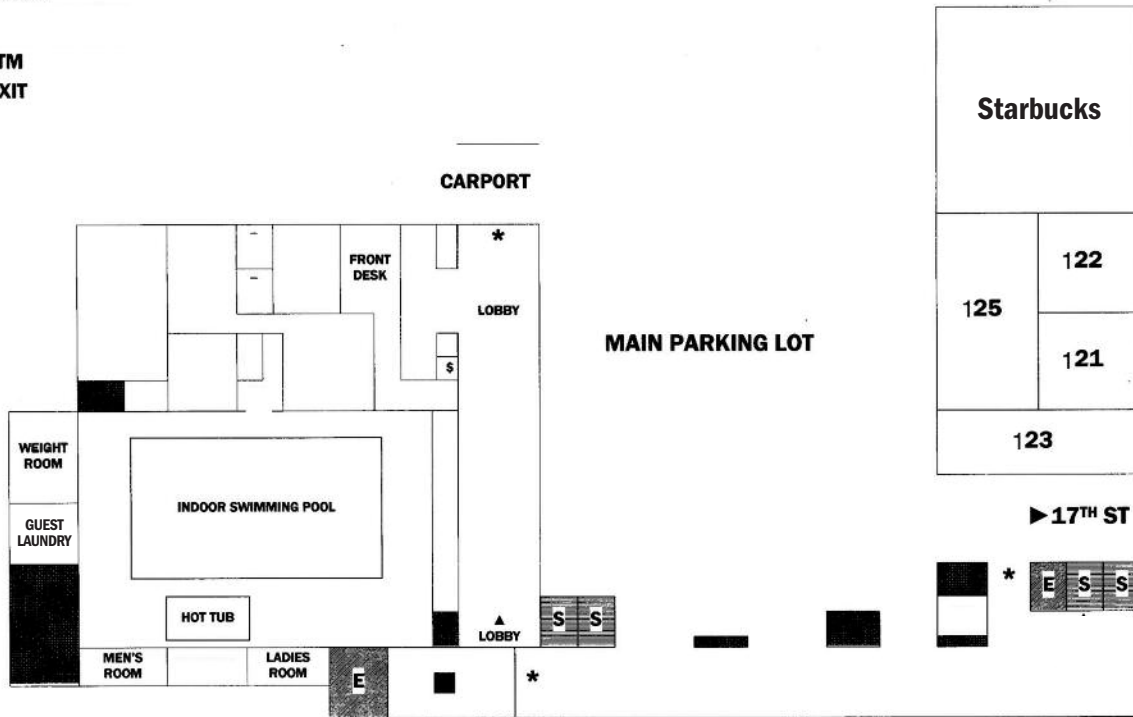 TM
XIT
Starbucks
CARPORT
*
FRONT
DESK
LOBBY
122
125
MAIN PARKING LOT
121
$
123
WEIGHT
ROOM
INDOOR SWIMMING POOL
GUEST
LAUNDRY
▶17TH ST
*
E
S
S
HOT TUB
▲
LOBBY
S
S
MEN'S
ROOM
LADIES
ROOM
E
*